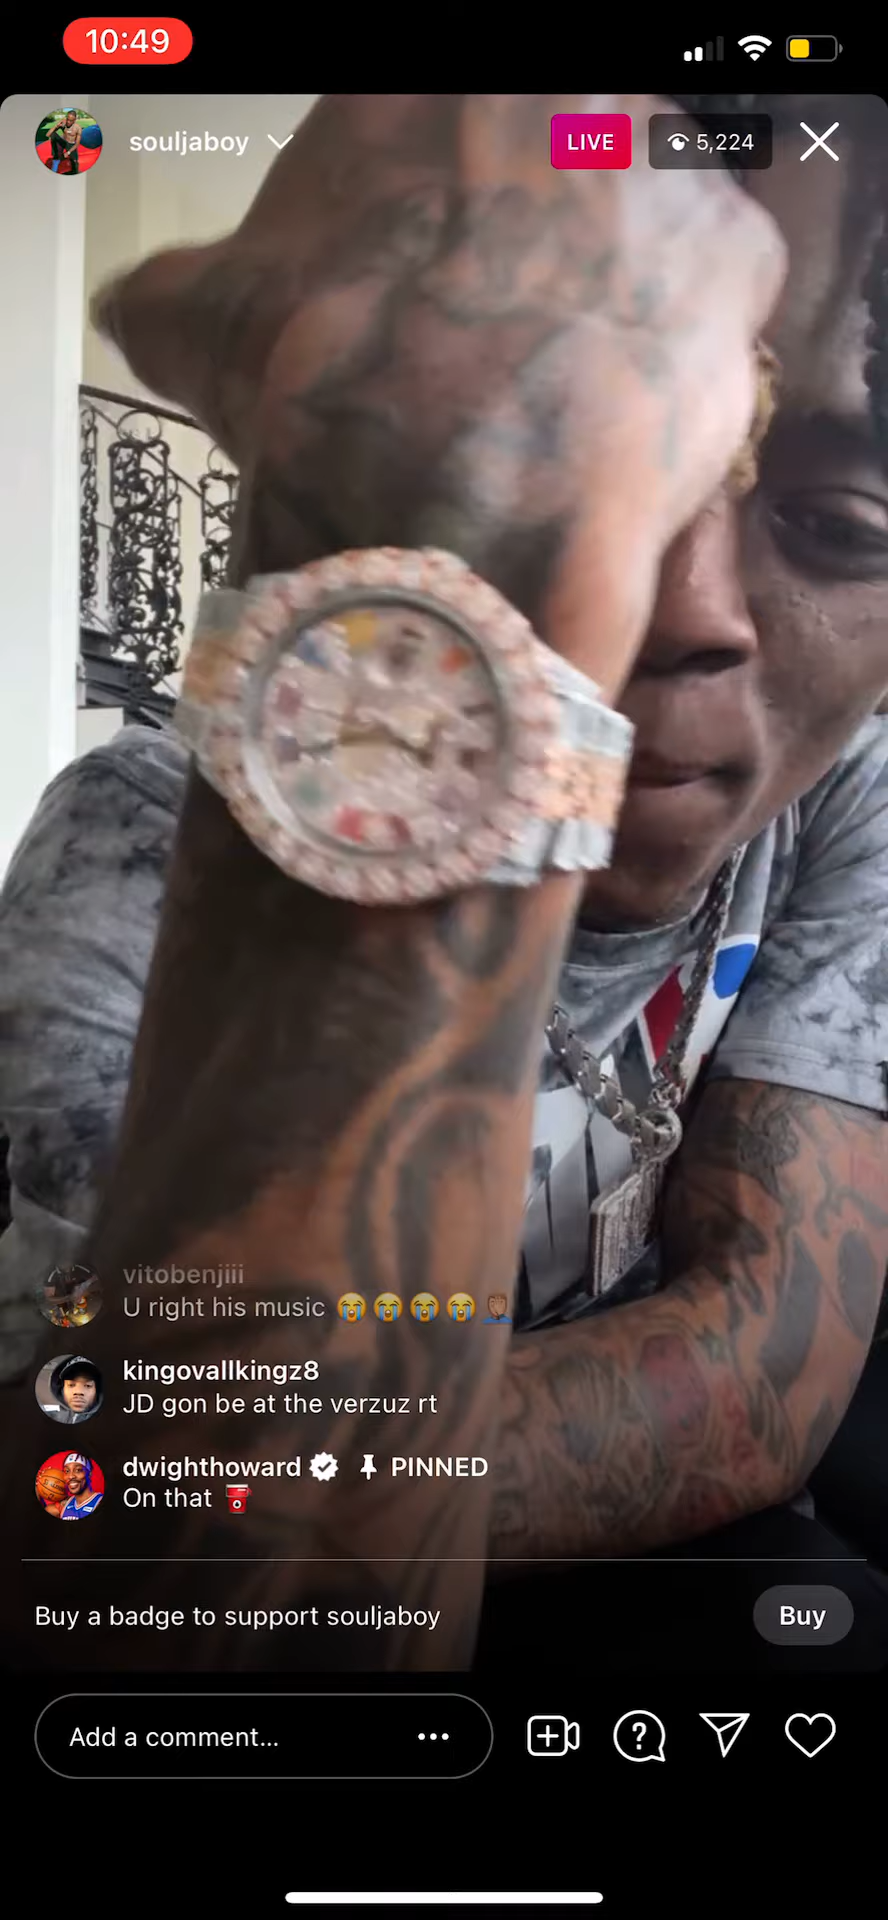 10:49
souljaboy
LIVE
5,224
vitobenjiii
U right his music 😭😭😭😭🤦🏾‍♂️
kingovallkingz8
JD gon be at the verzuz rt
dwighthoward PINNED
On that
Buy a badge to support souljaboy
Buy
Add a comment...